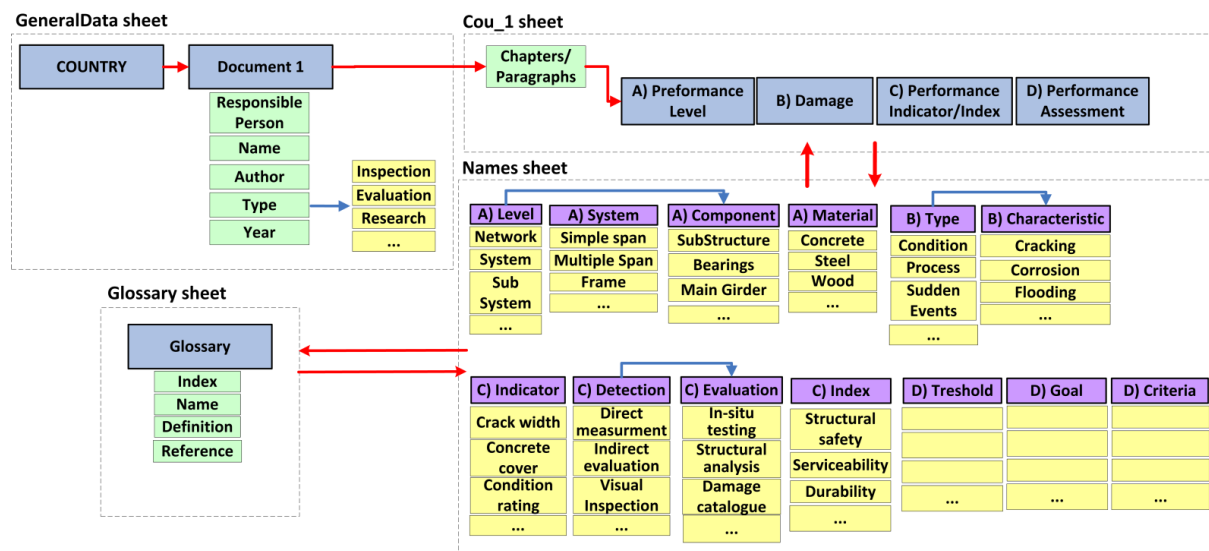 GeneralData sheet
COUNTRY
Document 1
Responsible
Person
Name
Author
Type
Year
Inspection
Evaluation
Research
...
Cou_1 sheet
Chapters/
Paragraphs
A) Preformance
Level
B) Damage
C) Performance
Indicator/Index
D) Performance
Assessment
Names sheet
A) Level
Network
System
Sub
System
...
A) System
Simple span
Multiple Span
Frame
...
A) Component
SubStructure
Bearings
Main Girder
...
A) Material
Concrete
Steel
Wood
...
B) Type
Condition
Process
Sudden
Events
...
B) Characteristic
Cracking
Corrosion
Flooding
...
Glossary sheet
Glossary
Index
Name
Definition
Reference
C) Indicator
Crack width
Concrete
cover
Condition
rating
...
C) Detection
Direct
measurment
Indirect
evaluation
Visual
Inspection
C) Evaluation
In-situ
testing
Structural
analysis
Damage
catalogue
...
C) Index
Structural
safety
Serviceability
Durability
...
D) Treshold
...
D) Goal
...
D) Criteria
...